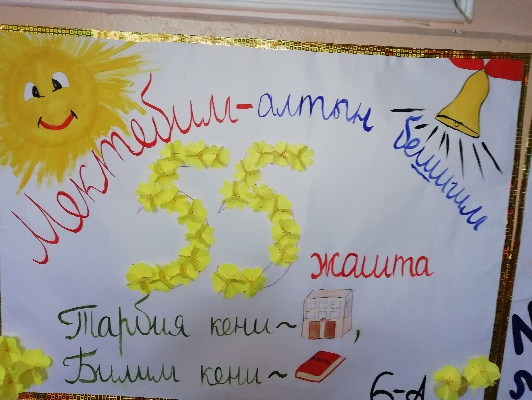 Мектебим-алтын бешигим
55
жашта
Тарбия кени~ ,
Билим кени~
6-А